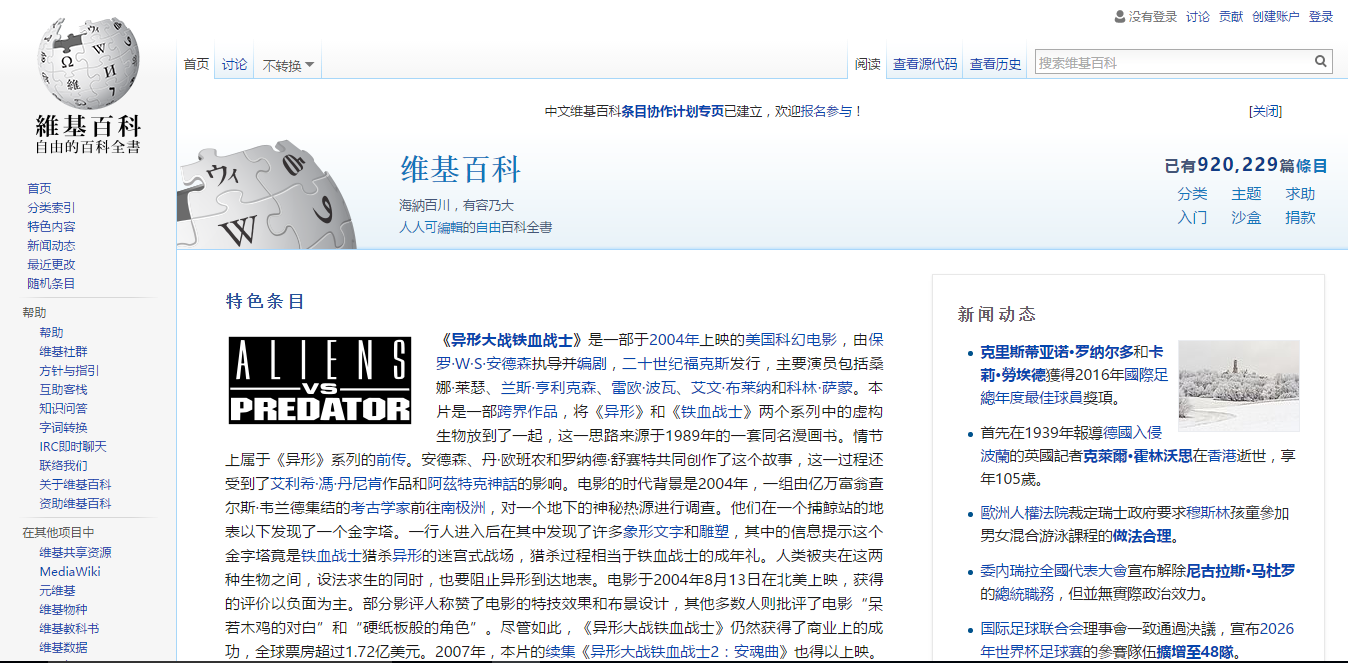 没有登录 讨论 贡献 创建账户 登录
維基百科
自由的百科全書
首页 讨论 不转换 阅读 查看源代码 查看历史 搜索维基百科
首页
分类索引
特色内容
新闻动态
最近更改
随机条目
帮助
帮助
维基社群
方针与指引
互助客栈
知识问答
字词转换
IRC即时聊天
联络我们
关于维基百科
资助维基百科
在其他项目中
维基共享资源
MediaWiki
元维基
维基物种
维基教科书
维基数据
中文维基百科条目协作计划专页已建立，欢迎报名参与！ [关闭]
维基百科
海納百川，有容乃大
人人可編輯的自由百科全書
已有920,229篇條目
分类 主题 求助
入门 沙盒 捐款
特色条目
ALIENS
VS
PREDATOR
《异形大战铁血战士》是一部于2004年上映的美国科幻电影，由保
罗·W·S·安德森执导并编剧，二十世纪福克斯发行，主要演员包括桑
娜·莱瑟、兰斯·亨利克森、雷欧·波瓦、艾文·布莱纳和科林·萨蒙。本
片是一部跨界作品，将《异形》和《铁血战士》两个系列中的虚构
生物放到了一起，这一思路来源于1989年的一套同名漫画书。情节
上属于《异形》系列的前传。安德森、丹·欧班农和罗纳德·舒赛特共同创作了这个故事，这一过程还
受到了艾利希·馮·丹尼肯作品和阿兹特克神話的影响。电影的时代背景是2004年，一组由亿万富翁查
尔斯·韦兰德集结的考古学家前往南极洲，对一个地下的神秘热源进行调查。他们在一个捕鲸站的地
表以下发现了一个金字塔。一行人进入后在其中发现了许多象形文字和雕塑，其中的信息提示这个
金字塔竟是铁血战士猎杀异形的迷宫式战场，猎杀过程相当于铁血战士的成年礼。人类被夹在这两
种生物之间，设法求生的同时，也要阻止异形到达地表。电影于2004年8月13日在北美上映，获得
的评价以负面为主。部分影评人称赞了电影的特技效果和布景设计，其他多数人则批评了电影“呆
若木鸡的对白”和“硬纸板般的角色”。尽管如此，《异形大战铁血战士》仍然获得了商业上的成
功，全球票房超过1.72亿美元。2007年，本片的续集《异形大战铁血战士2：安魂曲》也得以上映。
新闻动态
克里斯蒂亚诺·罗纳尔多和卡
莉·勞埃德獲得2016年國際足
總年度最佳球員獎項。
首先在1939年報導德國入侵
波蘭的英國記者克萊爾·霍林沃思在香港逝世，享
年105歲。
歐洲人權法院裁定瑞士政府要求穆斯林孩童參加
男女混合游泳課程的做法合理。
委內瑞拉全國代表大會宣布解除尼古拉斯·马杜罗
的總統職務，但並無實際政治效力。
国际足球联合会理事會一致通過決議，宣布2026
年世界杯足球赛的參賽隊伍擴增至48隊。